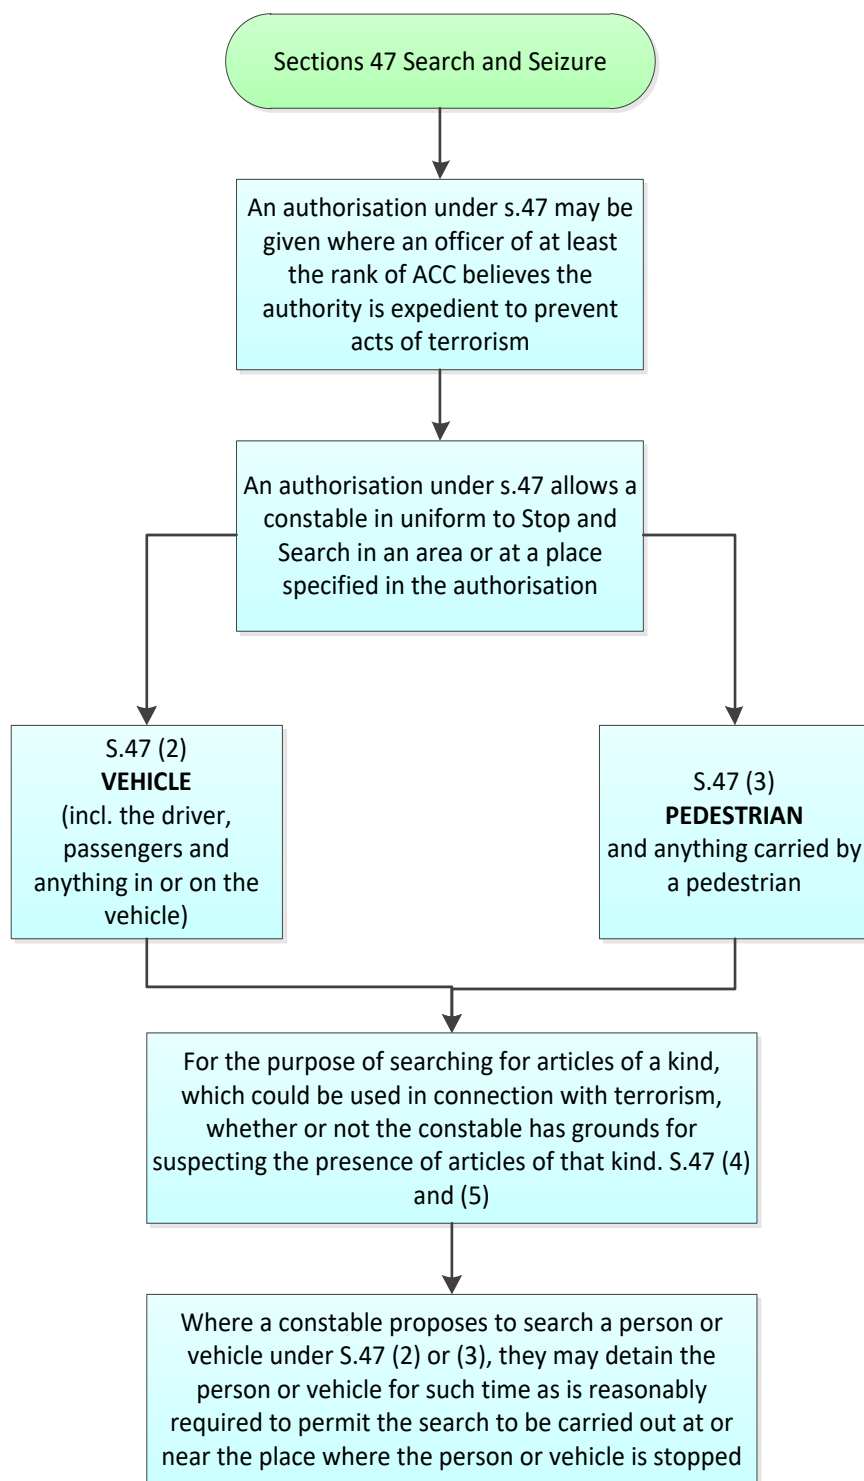 Sections 47 Search and Seizure
An authorisation under s.47 may be
given where an officer of at least
the rank of ACC believes the
authority is expedient to prevent
acts of terrorism
An authorisation under s.47 allows a
constable in uniform to Stop and
Search in an area or at a place
specified in the authorisation
S.47 (2)
VEHICLE
(incl. the driver,
passengers and
anything in or on the
vehicle)
S.47 (3)
PEDESTRIAN
and anything carried by
a pedestrian
For the purpose of searching for articles of a kind,
which could be used in connection with terrorism,
whether or not the constable has grounds for
suspecting the presence of articles of that kind. S.47 (4)
and (5)
Where a constable proposes to search a person or
vehicle under S.47 (2) or (3), they may detain the
person or vehicle for such time as is reasonably
required to permit the search to be carried out at or
near the place where the person or vehicle is stopped